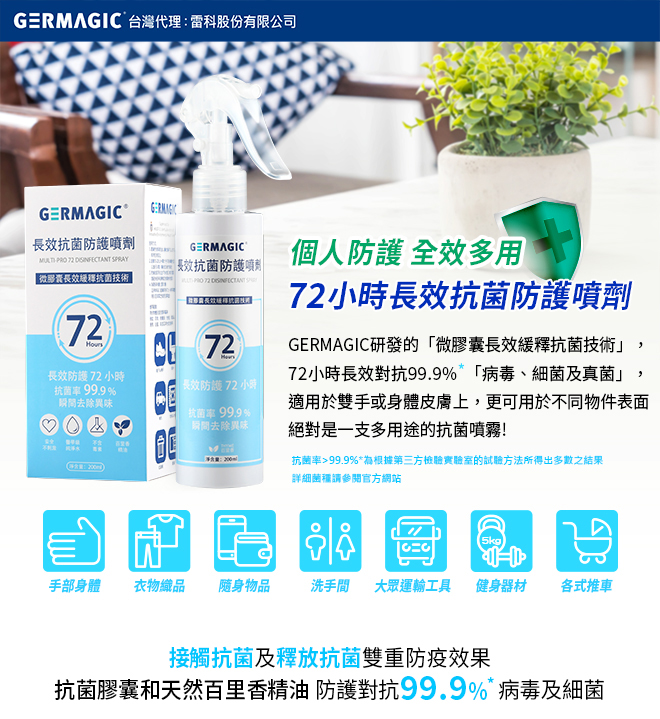 GERMAGIC® 台灣代理：雷科股份有限公司
GERMAGIC®
長效抗菌防護噴劑
MULTI-PRO 72 DISINFECTANT SPRAY
微膠囊長效緩釋抗菌技術
72
Hours
長效防護 72 小時
抗菌率 99.9%
瞬間去除異味
淨含量：200ml
GERMAGIC
GERMAGIC®
長效抗菌防護噴劑
MULTI-PRO 72 DISINFECTANT SPRAY
微膠囊長效緩釋抗菌技術
72
Hours
長效防護 72 小時
抗菌率 99.9%
瞬間去除異味
淨含量：200ml
個人防護 全效多用
72小時長效抗菌防護噴劑
GERMAGIC研發的「微膠囊長效緩釋抗菌技術」，
72小時長效對抗99.9%*「病毒、細菌及真菌」，
適用於雙手或身體皮膚上，更可用於不同物件表面
絕對是一支多用途的抗菌噴霧!
抗菌率>99.9%*為根據第三方檢驗實驗室的試驗方法所得出多數之結果
詳細菌種請參閱官方網站
5kg
手部身體 衣物織品 隨身物品 洗手間 大眾運輸工具 健身器材 各式推車
接觸抗菌及釋放抗菌雙重防疫效果
抗菌膠囊和天然百里香精油 防護對抗99.9%*病毒及細菌